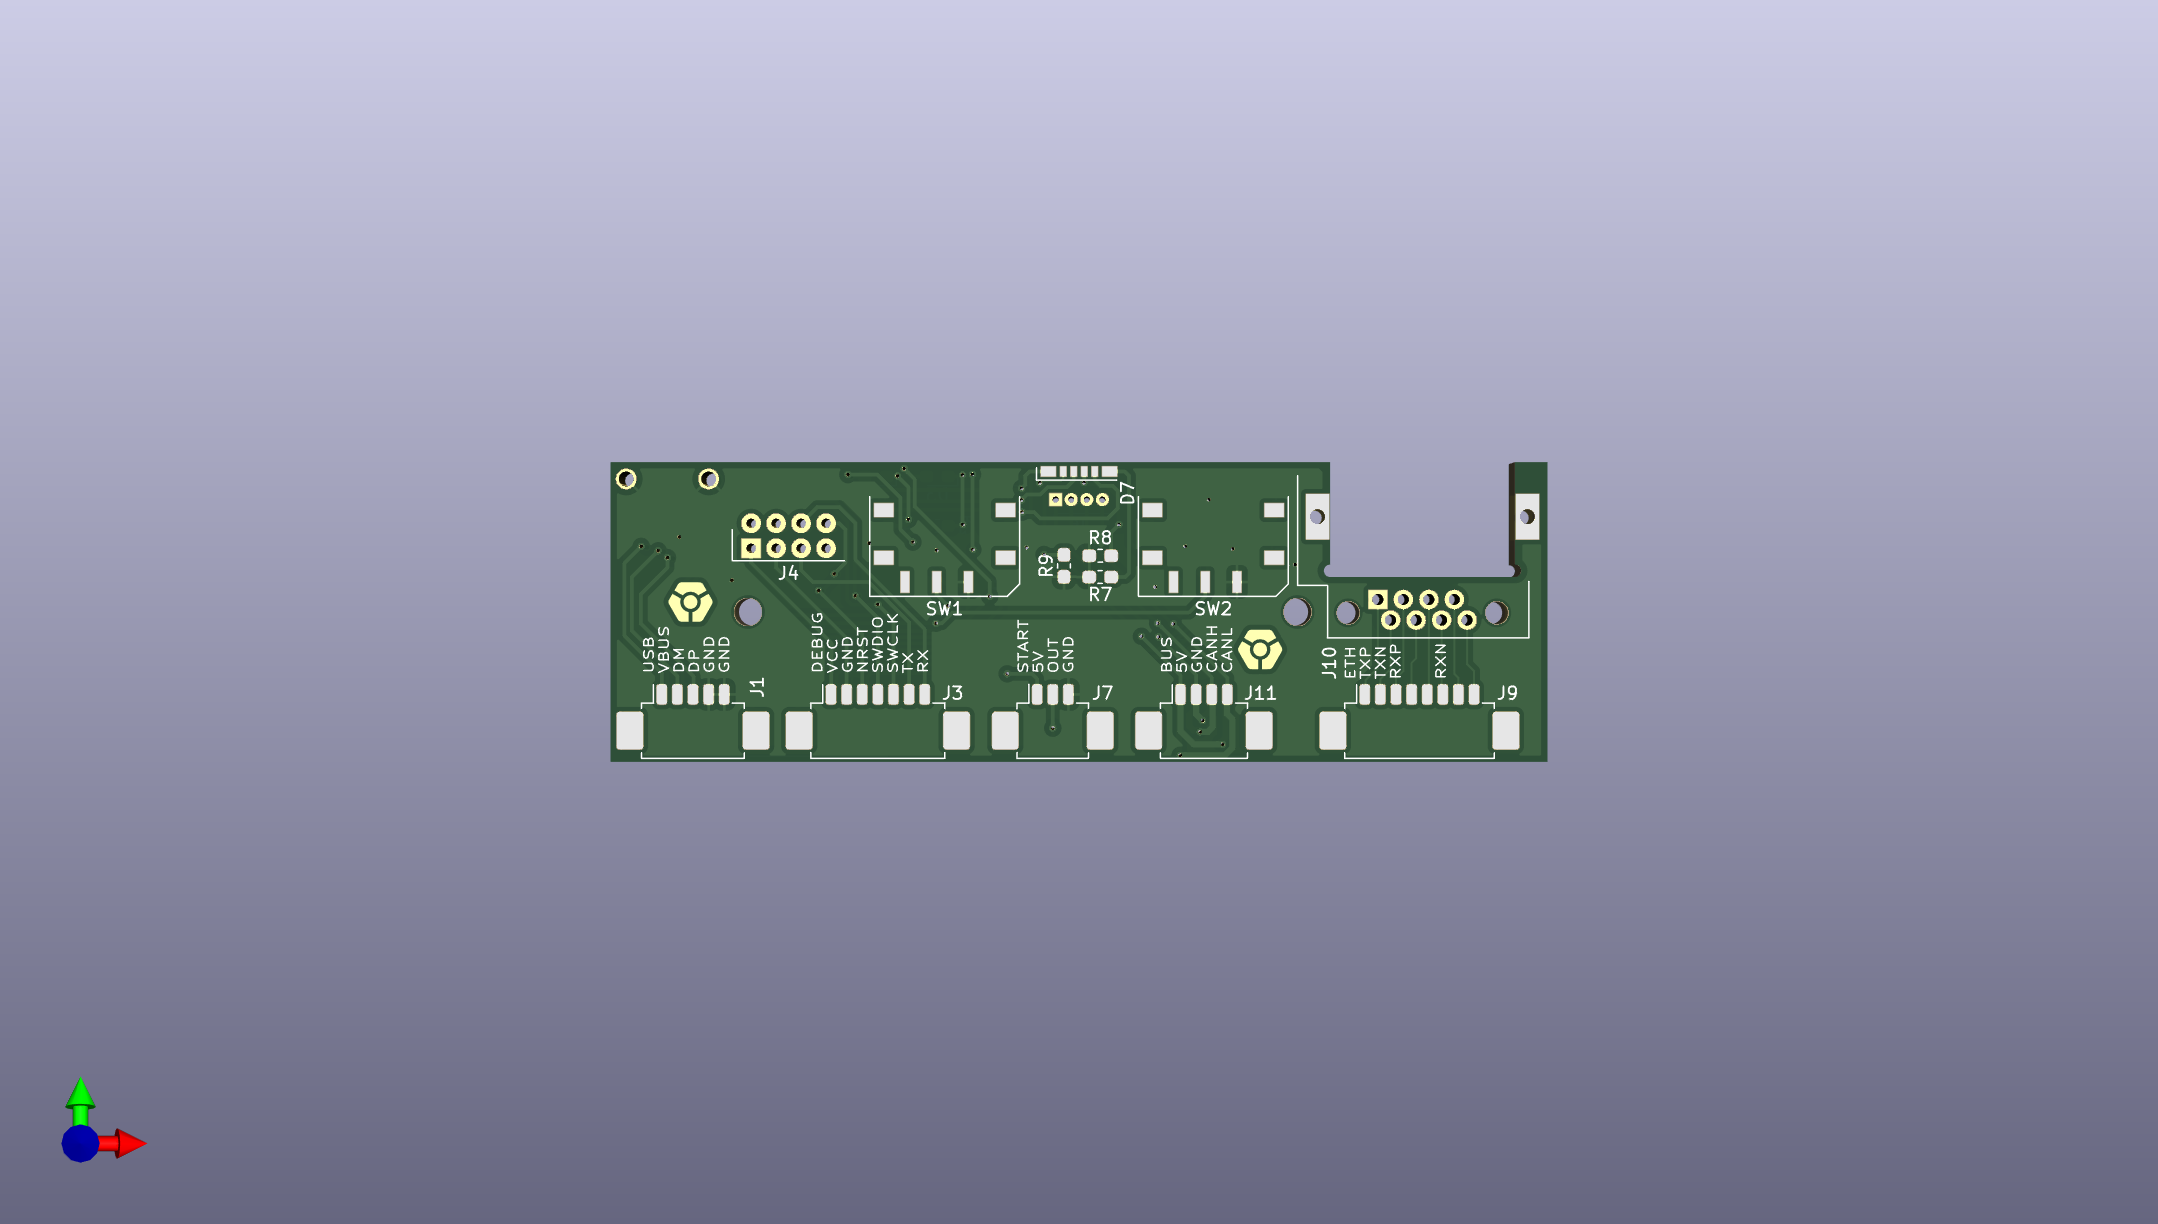 D7
R8
R9
J4
R7
SW1
SW2
USB
VBUS
DM
DP
GND
GND
J1
DEBUG
VCC
GND
NRST
SWDIO
SWCLK
TX
RX
J3
START
5V
OUT
GND
J7
BUS
5V
GND
CANH
CANL
J11
J10
ETH
TXP
TXN
RXP
RXN
J9